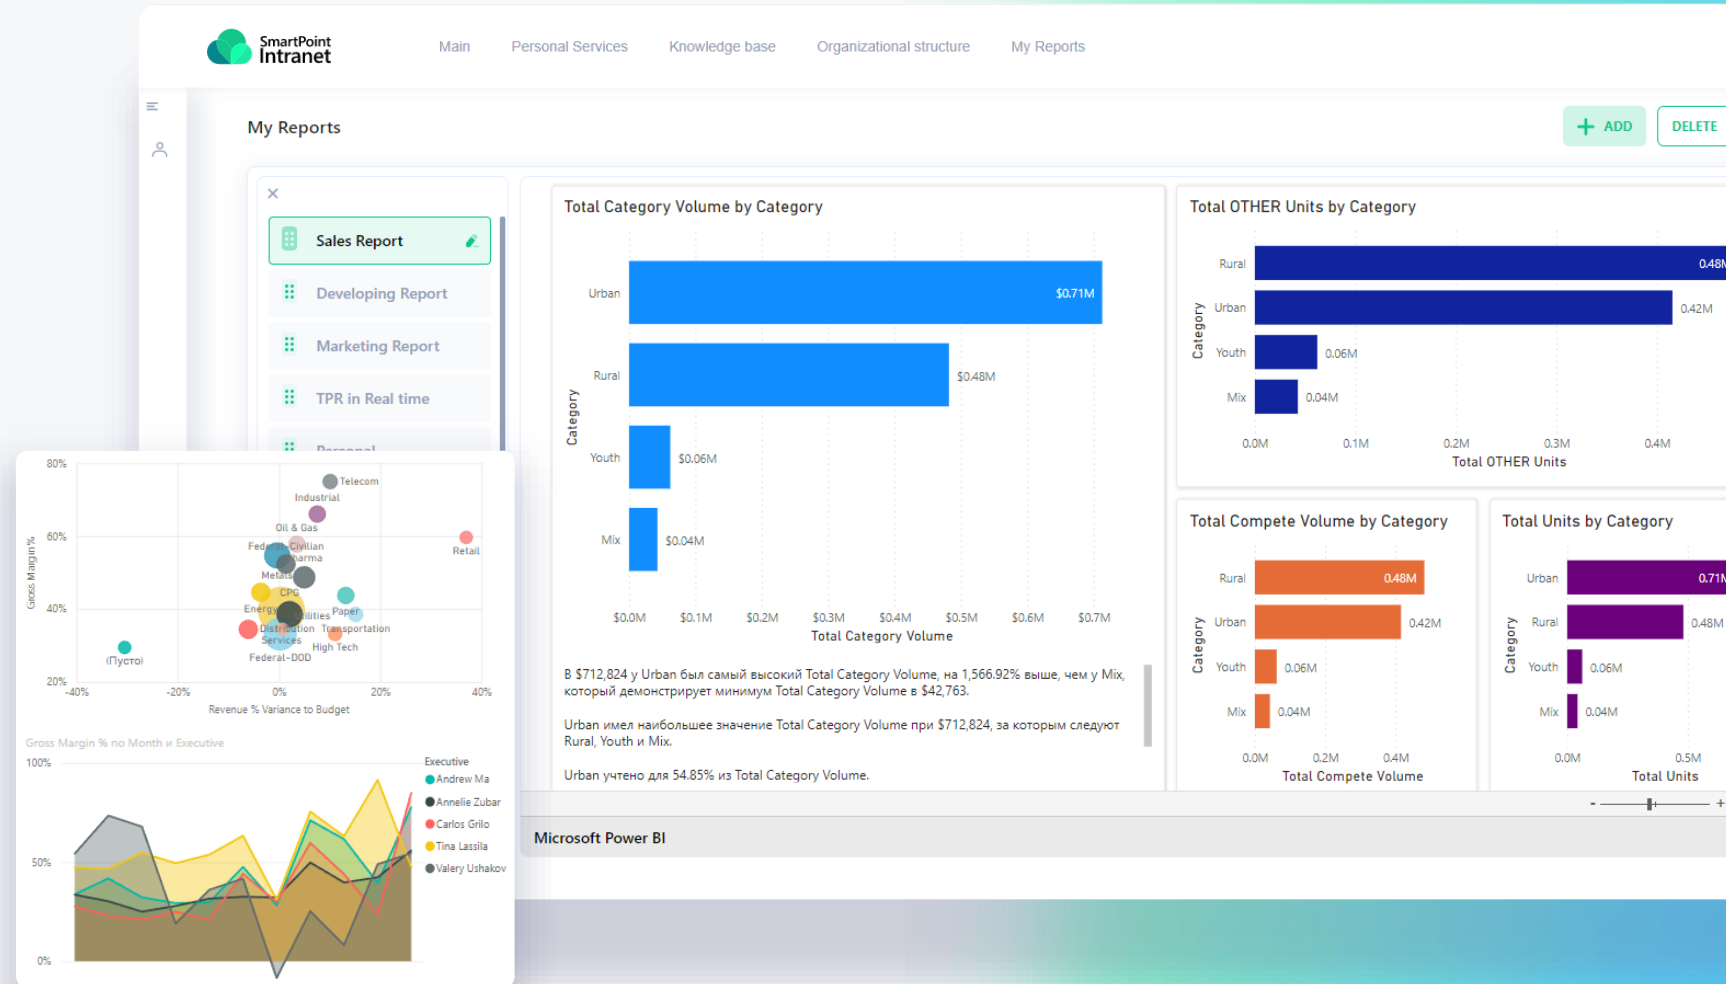 SmartPoint
Intranet
Main
Personal Services
Knowledge base
Organizational structure
My Reports
My Reports
ADD
DELETE
Sales Report
Developing Report
Marketing Report
TPR in Real time
Personal
Total Category Volume by Category
Category
Urban
$0.71M
Rural
$0.48M
Youth
$0.06M
Mix
$0.04M
$0.0M
$0.1M
$0.2M
$0.3M
$0.4M
$0.5M
$0.6M
$0.7M
Total Category Volume
В $712,824 у Urban был самый высокий Total Category Volume, на 1,566.92% выше, чем у Mix,
который демонстрирует минимум Total Category Volume в $42,763.
Urban имел наибольшее значение Total Category Volume при $712,824, за которым следуют
Rural, Youth и Mix.
Urban учтено для 54.85% из Total Category Volume.
Total OTHER Units by Category
Category
Rural
0.48M
Urban
0.42M
Youth
0.06M
Mix
0.04M
0.0M
0.1M
0.2M
0.3M
0.4M
Total OTHER Units
Total Compete Volume by Category
Category
Rural
0.48M
Urban
0.42M
Youth
0.06M
Mix
0.04M
0.0M
0.2M
0.4M
Total Compete Volume
Total Units by Category
Category
Urban
0.71M
Rural
0.48M
Youth
0.06M
Mix
0.04M
0.0M
0.5M
Total Units
-
+
Microsoft Power BI
80%
60%
40%
20%
Gross Margin%
Telecom
Industrial
Oil & Gas
Federal-Civilian
Retail
Metals
CPG
Energy
Paper
Distribution
Transportation
Services
High Tech
Federal-DOD
(Пусто)
-40%
-20%
0%
20%
40%
Revenue % Variance to Budget
Gross Margin % по Month и Executive
100%
50%
0%
Executive
Andrew Ma
Annelie Zubar
Carlos Grilo
Tina Lassila
Valery Ushakov